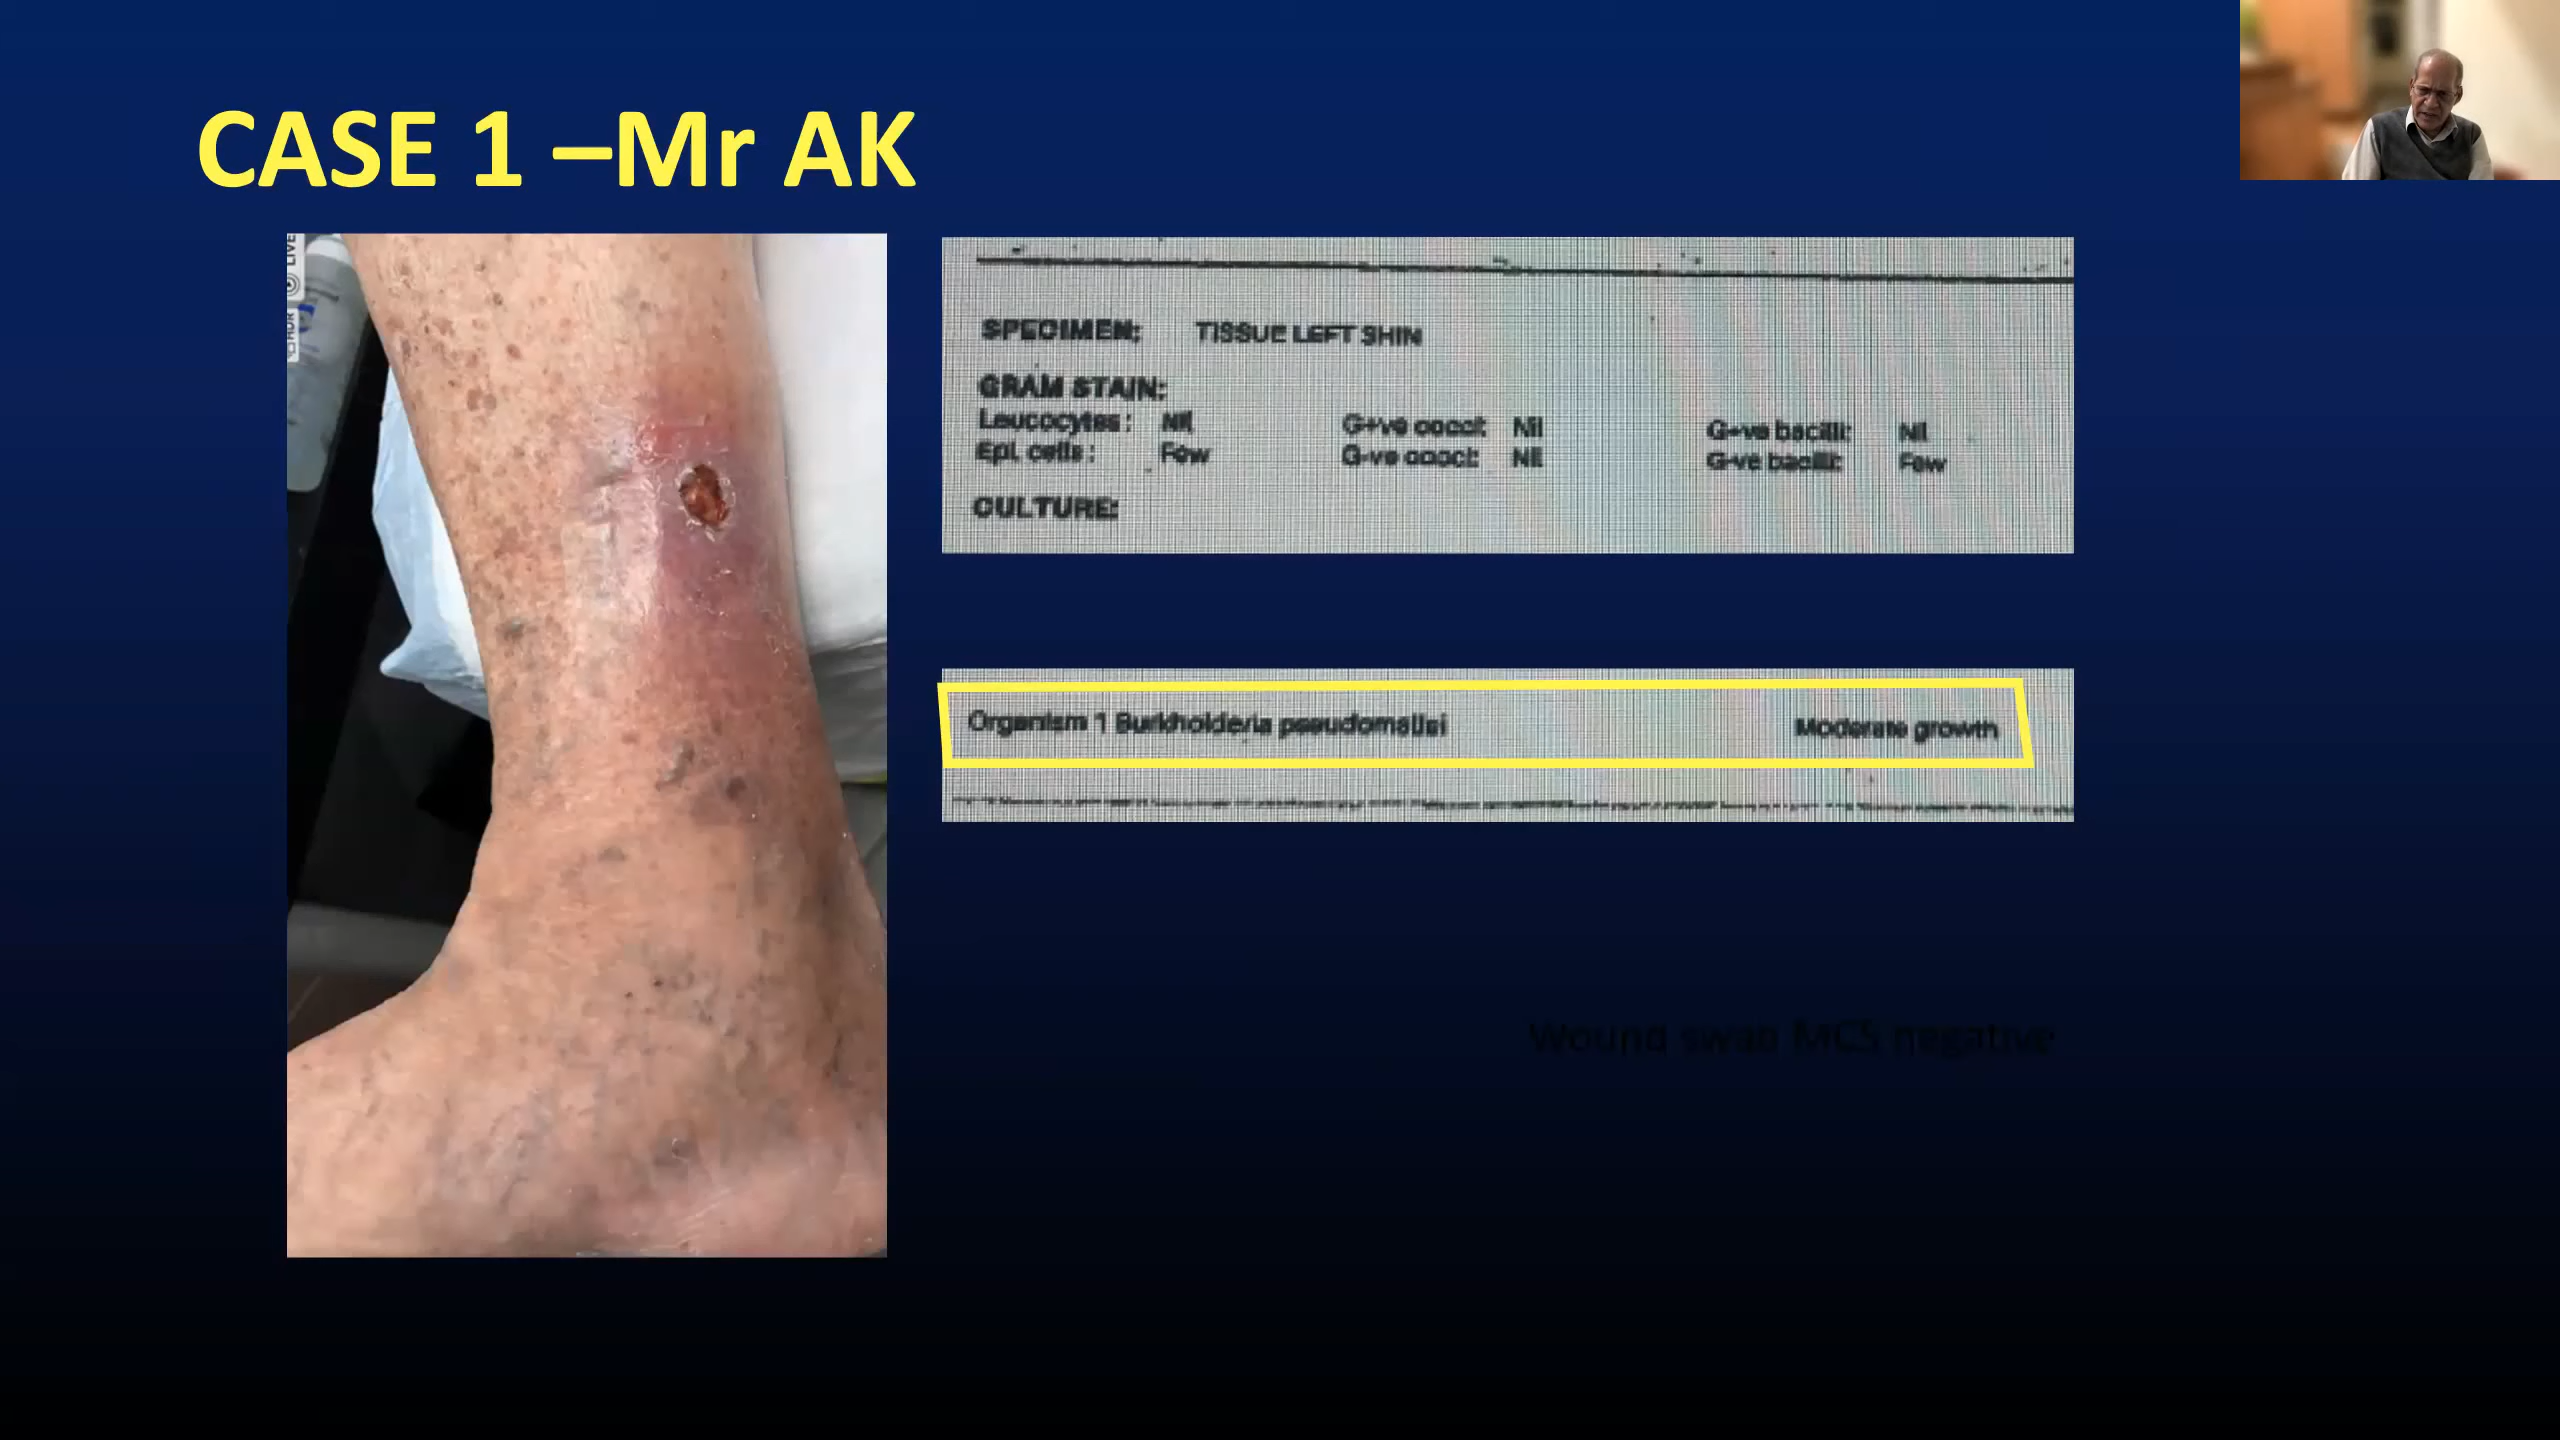 CASE 1 –Mr AK
LIVE
HDR
SPECIMEN: TISSUE LEFT SHIN
GRAM STAIN:
Leucocytes : Nil G+ve cocci: Nil G+ve bacilli: Nil
Epi. cells : Few G-ve cocci: Nil G-ve bacilli: Few
CULTURE:
Organism 1 Burkholderia pseudomallei Moderate growth
Wound swab MCS negative